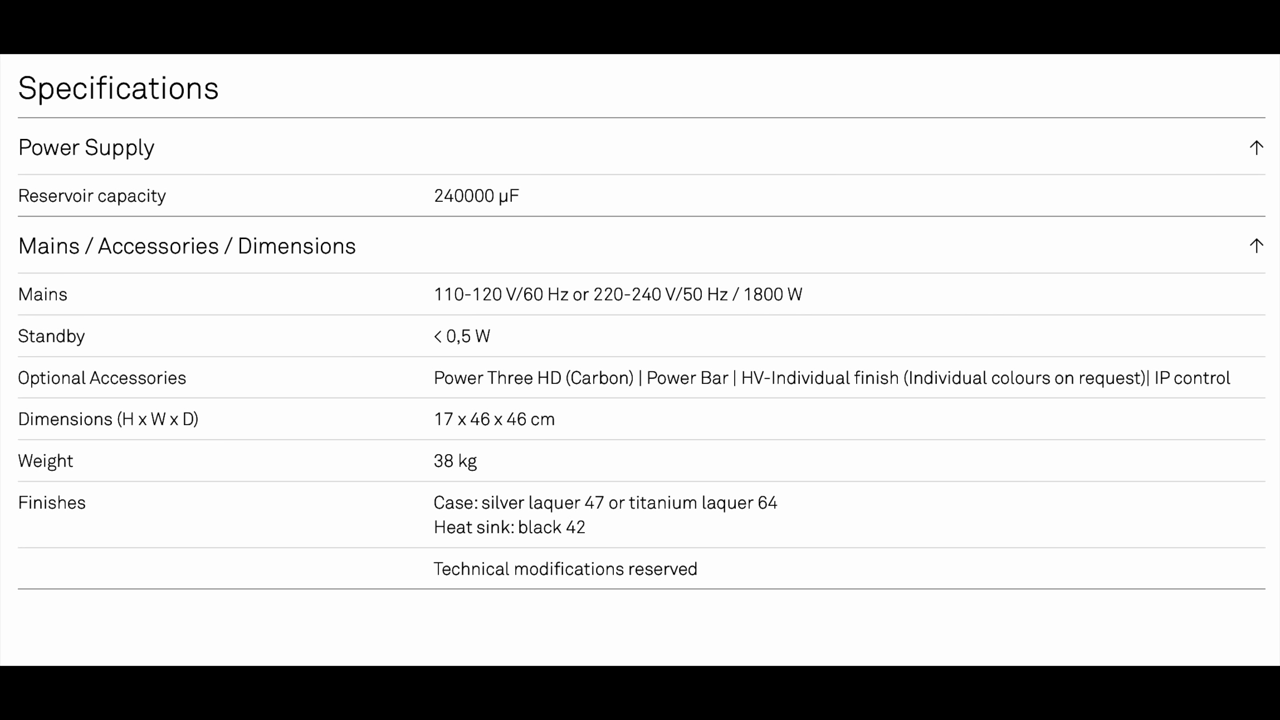 Specifications
Power Supply
Reservoir capacity 240000 µF
Mains / Accessories / Dimensions
Mains 110-120 V/60 Hz or 220-240 V/50 Hz / 1800 W
Standby < 0,5 W
Optional Accessories Power Three HD (Carbon) | Power Bar | HV-Individual finish (Individual colours on request)| IP control
Dimensions (H x W x D) 17 x 46 x 46 cm
Weight 38 kg
Finishes Case: silver laquer 47 or titanium laquer 64
Heat sink: black 42
Technical modifications reserved